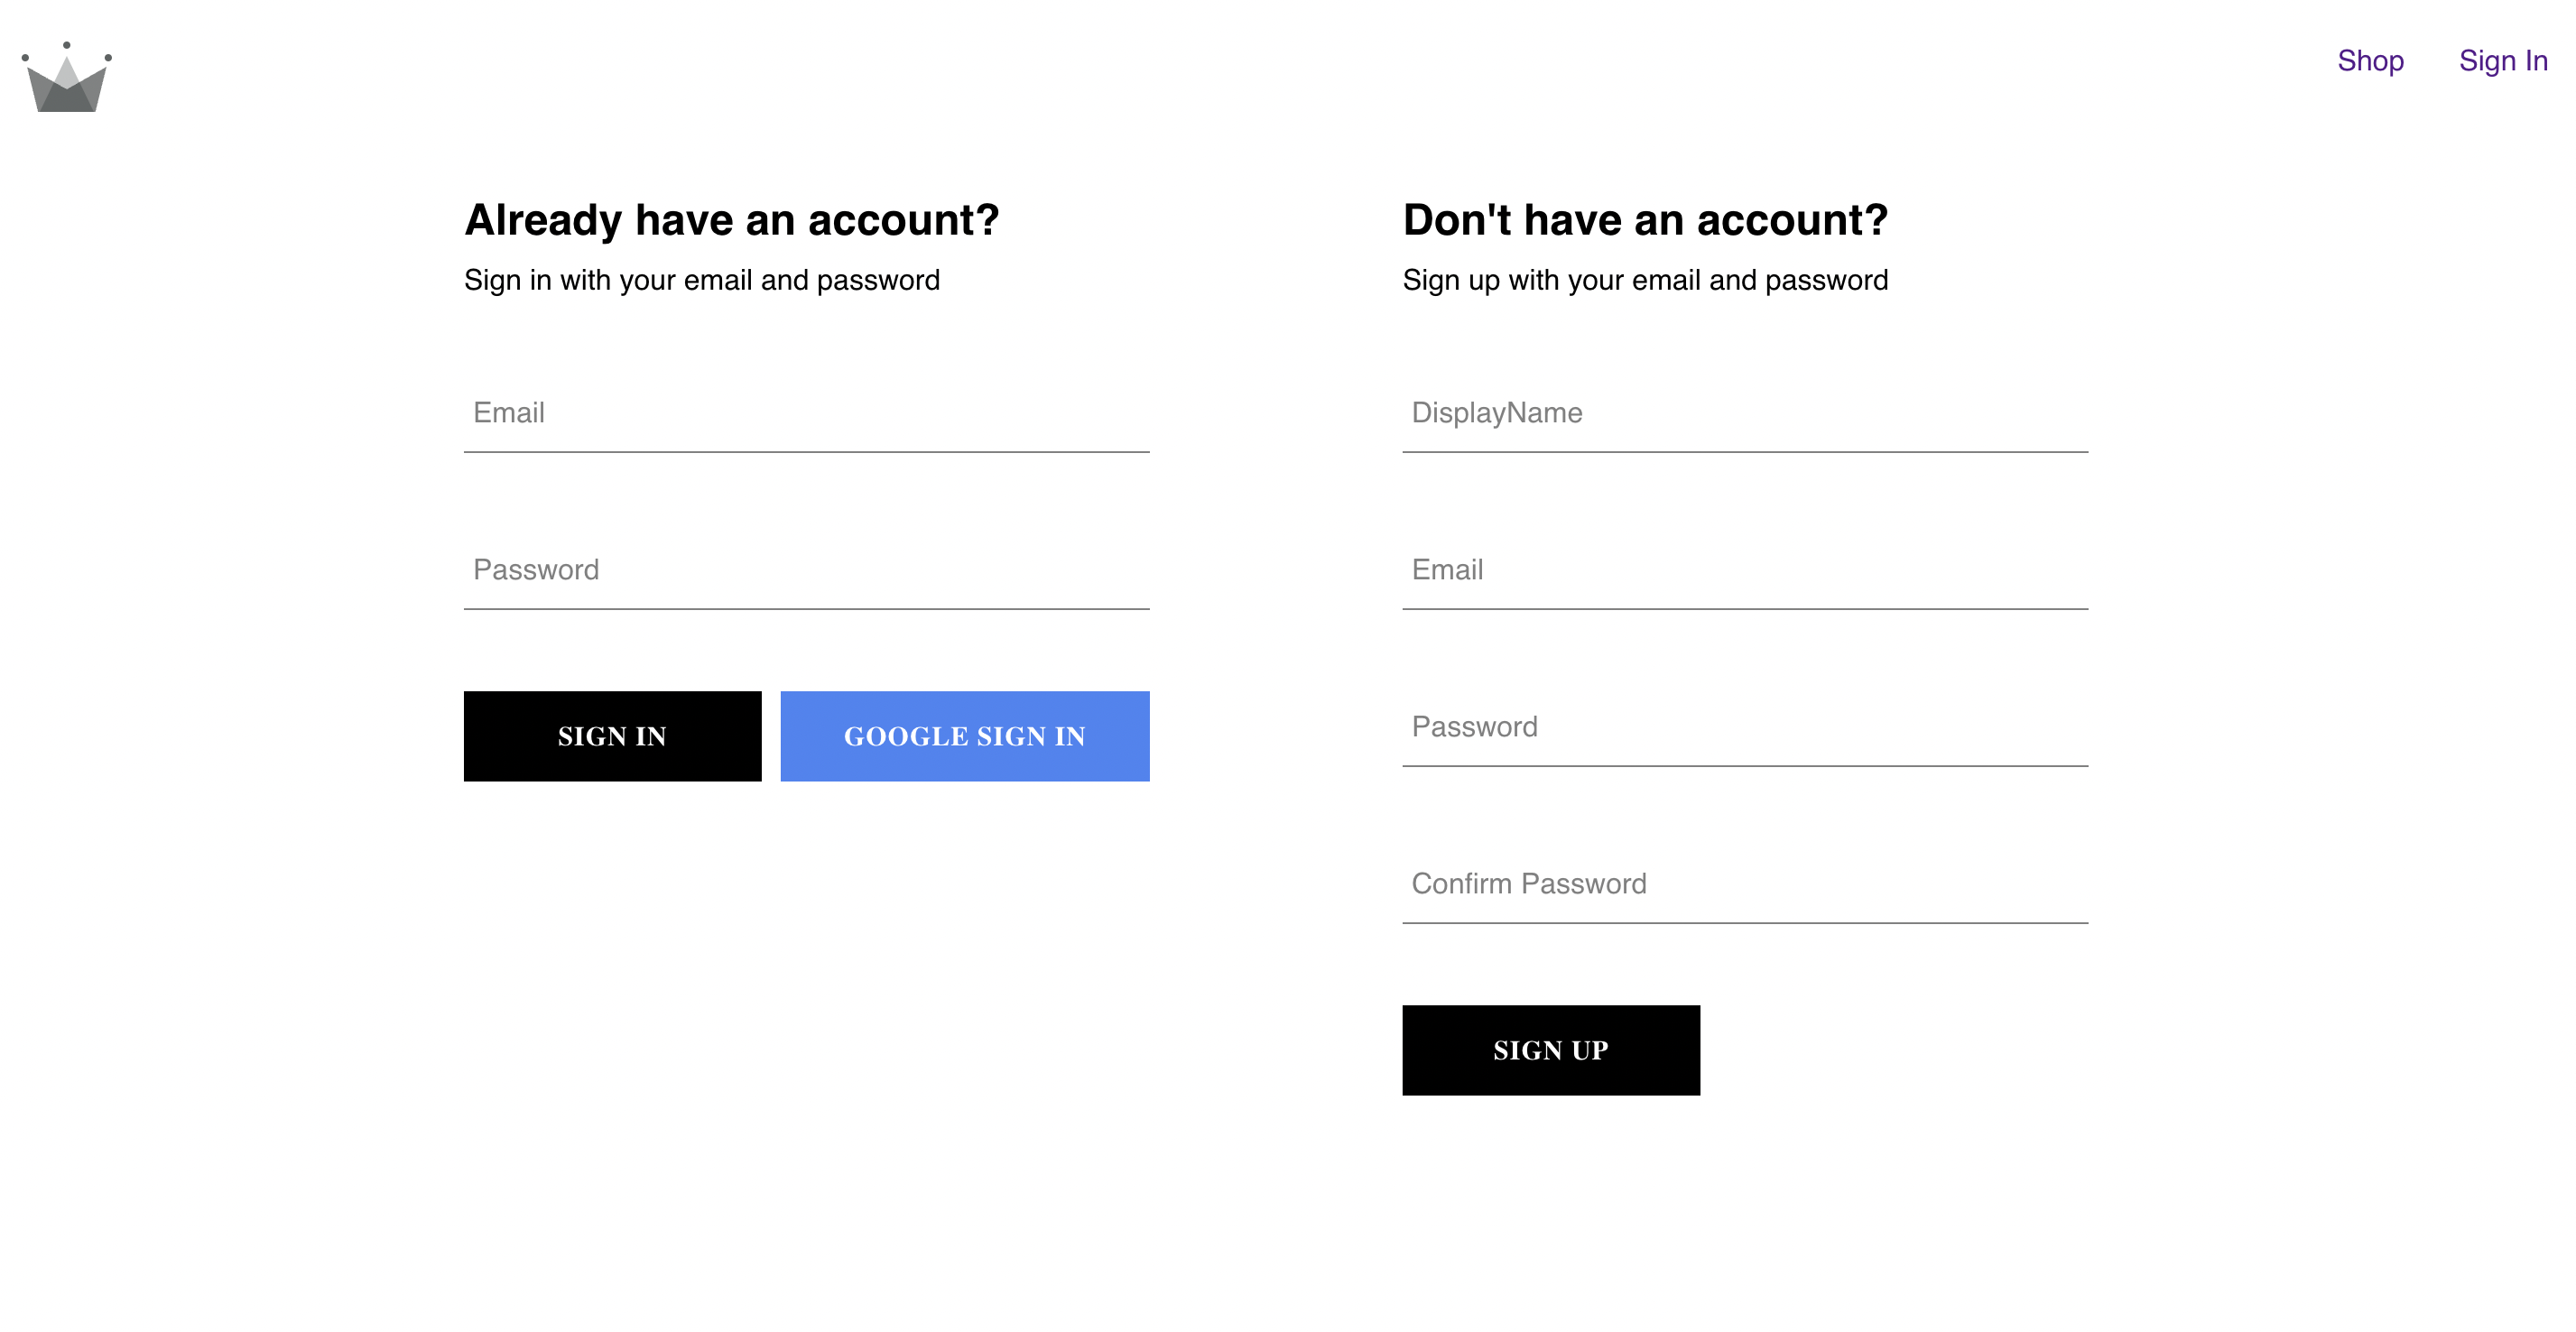 Shop
Sign In
Already have an account?
Sign in with your email and password
Email
Password
SIGN IN
GOOGLE SIGN IN
Don't have an account?
Sign up with your email and password
DisplayName
Email
Password
Confirm Password
SIGN UP